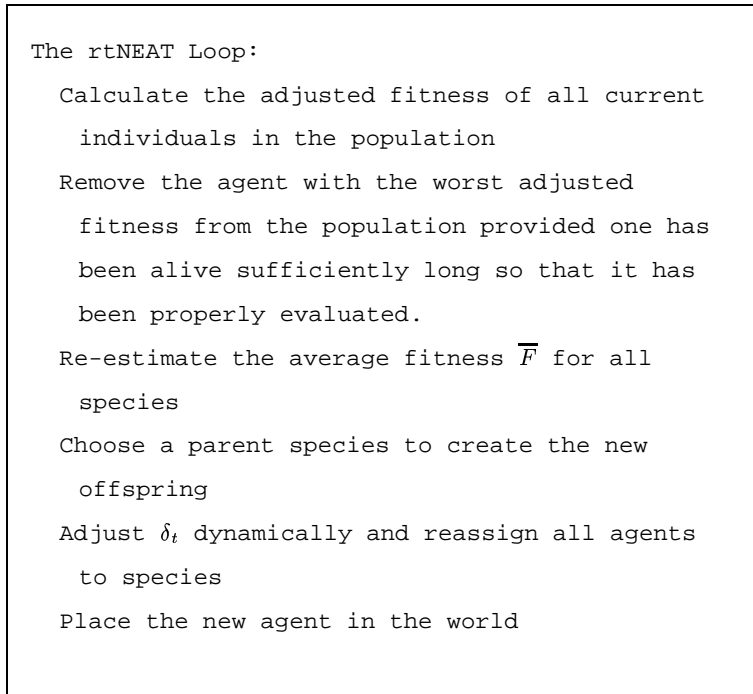 The rtNEAT Loop:
Calculate the adjusted fitness of all current
individuals in the population
Remove the agent with the worst adjusted
fitness from the population provided one has
been alive sufficiently long so that it has
been properly evaluated.
Re-estimate the average fitness F̅ for all
species
Choose a parent species to create the new
offspring
Adjust δₜ dynamically and reassign all agents
to species
Place the new agent in the world